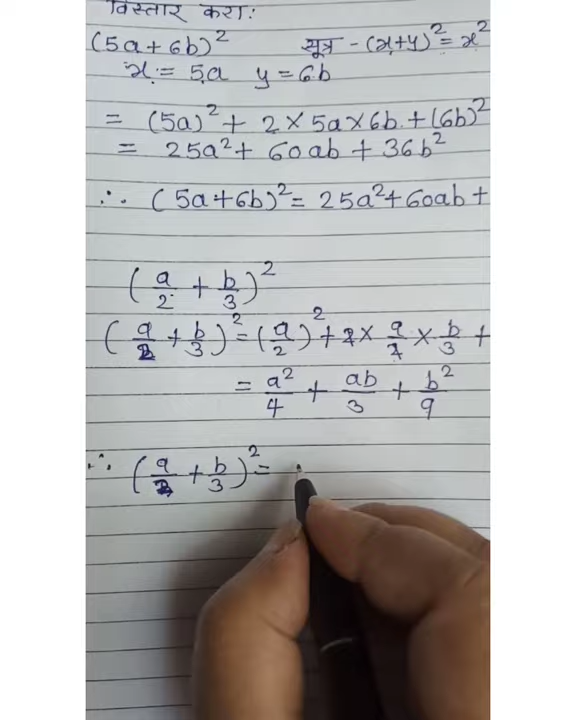 विस्तार करा:
(5a+6b)² सूत्र - (x+y)² = x²
x = 5a y = 6b
= (5a)² + 2 × 5a × 6b + (6b)²
= 25a² + 60ab + 36b²
∴ (5a+6b)² = 25a² + 60ab +
(a/2 + b/3)²
(a/2 + b/3)² = (a/2)² + 2 × a/2 × b/3 +
= a²/4 + ab/3 + b²/9
∴ (a/2 + b/3)² =